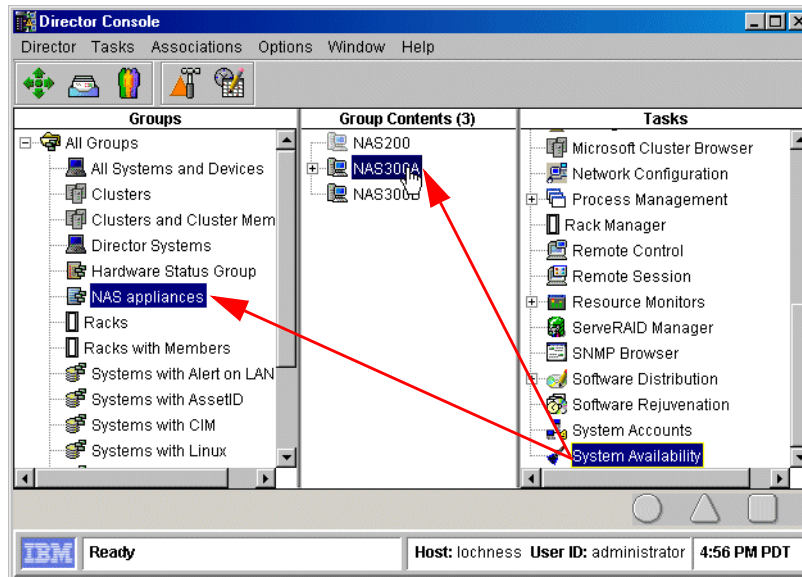 Director Console
Director Tasks Associations Options Window Help
Groups
All Groups
All Systems and Devices
Clusters
Clusters and Cluster Mem
Director Systems
Hardware Status Group
NAS appliances
Racks
Racks with Members
Systems with Alert on LAN
Systems with AssetID
Systems with CIM
Systems with Linux
Group Contents (3)
NAS200
NAS300A
NAS300B
Tasks
Microsoft Cluster Browser
Network Configuration
Process Management
Rack Manager
Remote Control
Remote Session
Resource Monitors
ServeRAID Manager
SNMP Browser
Software Distribution
Software Rejuvenation
System Accounts
System Availability
IBM Ready Host: lochness User ID: administrator 4:56 PM PDT